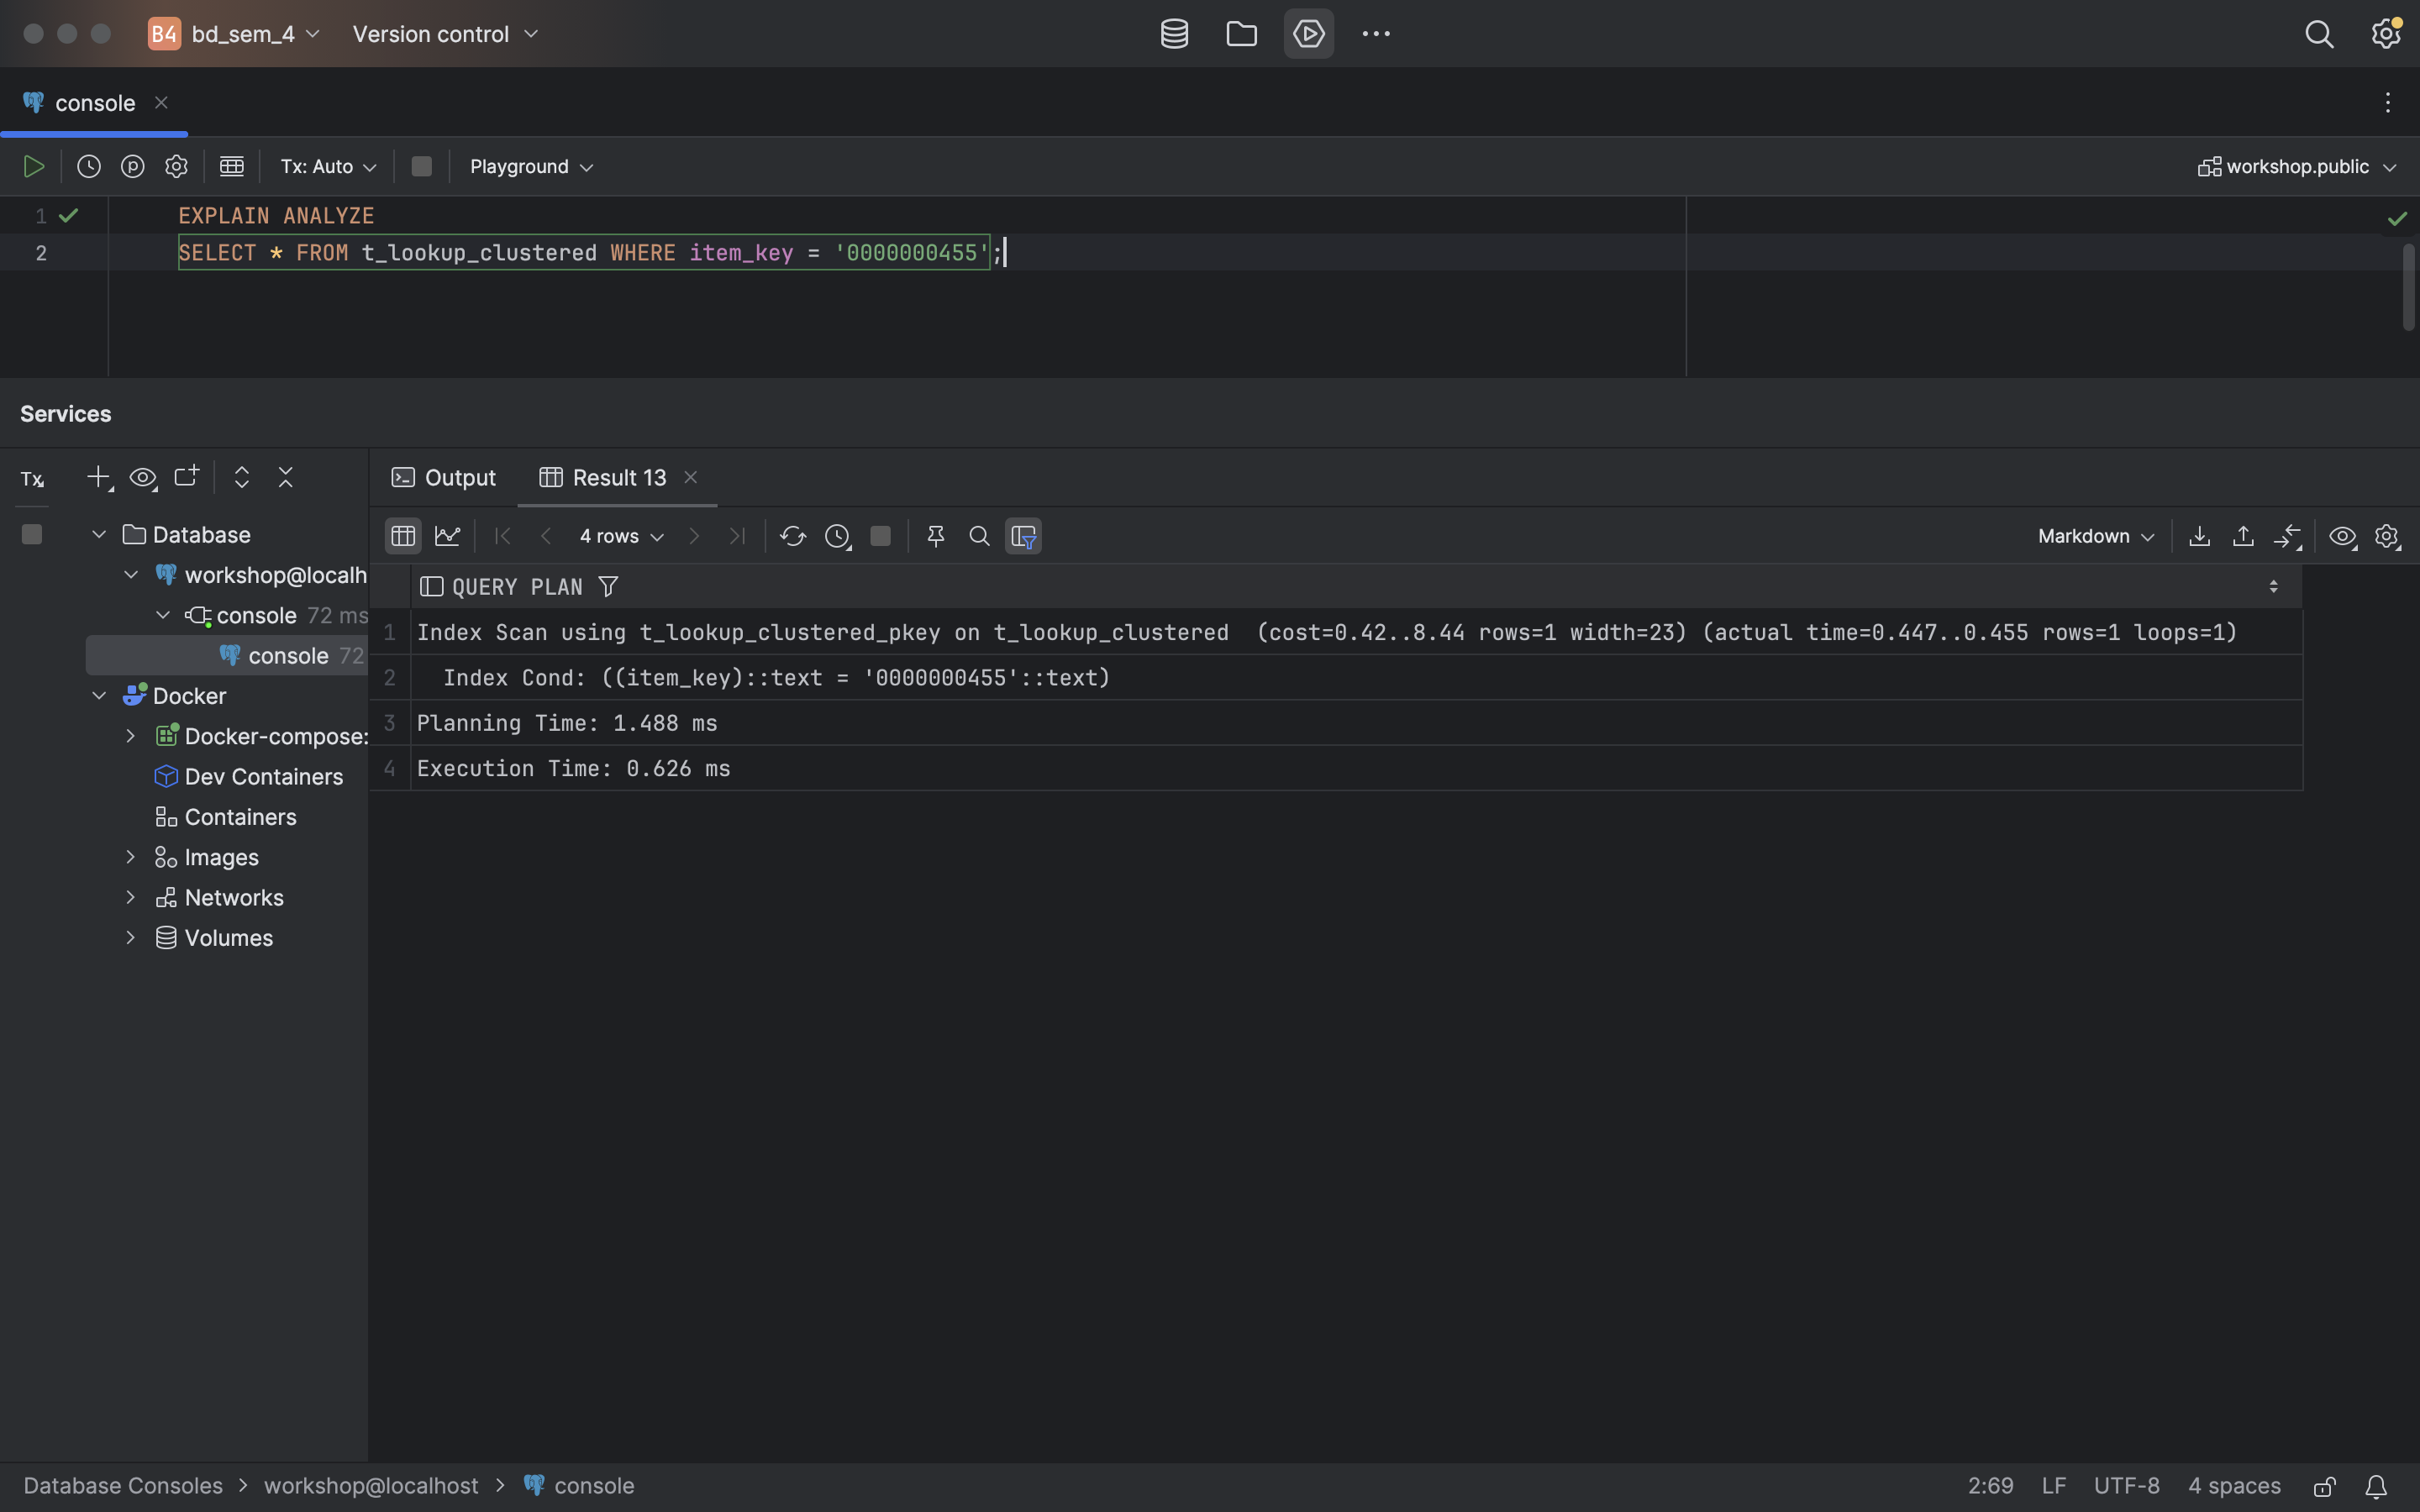 B4 bd_sem_4 Version control
console
Tx: Auto Playground workshop.public
1 EXPLAIN ANALYZE
2 SELECT * FROM t_lookup_clustered WHERE item_key = '0000000455';
Services
Tx
Output Result 13
Database
4 rows Markdown
workshop@localh
QUERY PLAN
console 72 ms
1 Index Scan using t_lookup_clustered_pkey on t_lookup_clustered  (cost=0.42..8.44 rows=1 width=23) (actual time=0.447..0.455 rows=1 loops=1)
console 72
2 Index Cond: ((item_key)::text = '0000000455'::text)
Docker
3 Planning Time: 1.488 ms
Docker-compose:
4 Execution Time: 0.626 ms
Dev Containers
Containers
Images
Networks
Volumes
Database Consoles > workshop@localhost > console 2:69 LF UTF-8 4 spaces